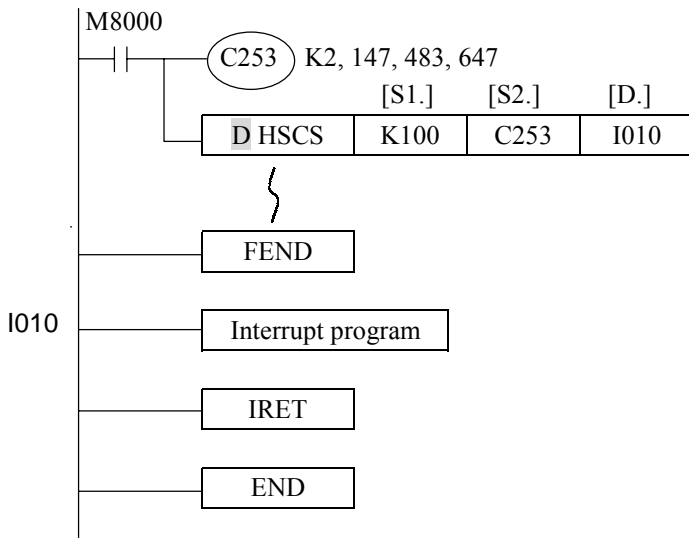 M8000
C253 K2, 147, 483, 647
[S1.] [S2.] [D.]
D HSCS K100 C253 I010
FEND
I010 Interrupt program
IRET
END